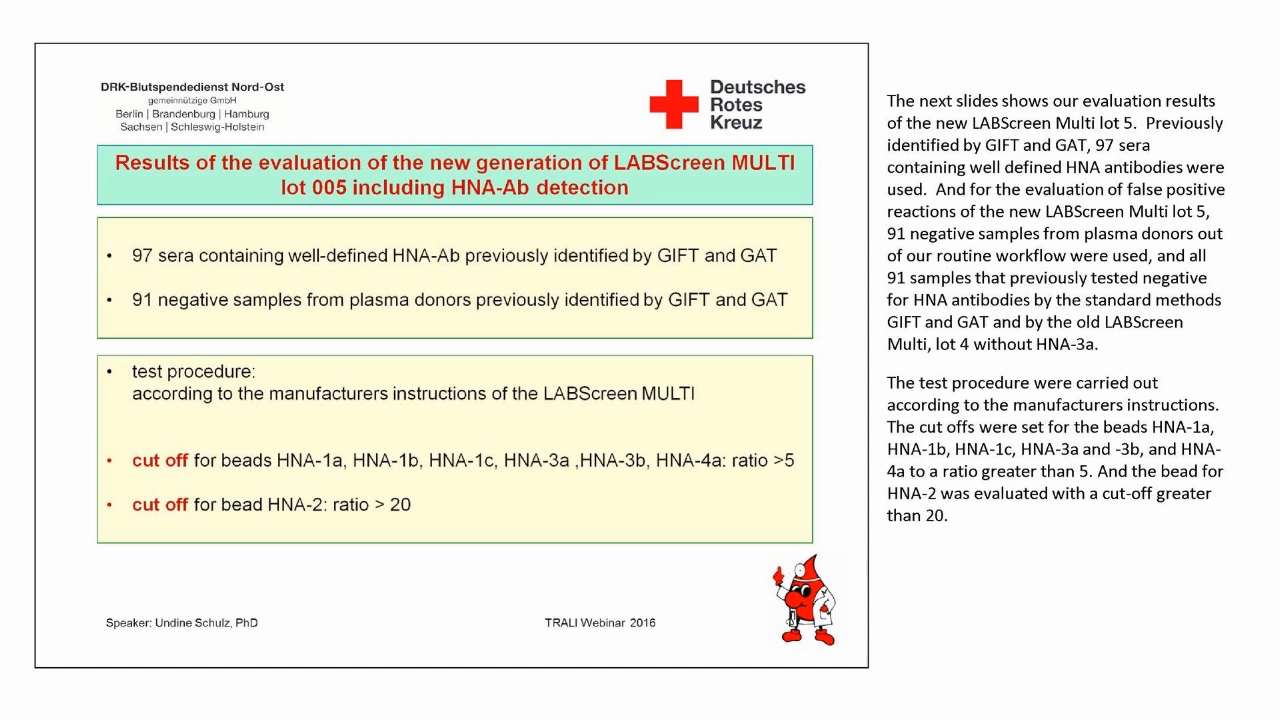 DRK-Blutspendedienst Nord-Ost
gemeinnützige GmbH
Berlin | Brandenburg | Hamburg
Sachsen | Schleswig-Holstein
Deutsches
Rotes
Kreuz
Results of the evaluation of the new generation of LABScreen MULTI
lot 005 including HNA-Ab detection
• 97 sera containing well-defined HNA-Ab previously identified by GIFT and GAT
• 91 negative samples from plasma donors previously identified by GIFT and GAT
• test procedure:
according to the manufacturers instructions of the LABScreen MULTI
• cut off for beads HNA-1a, HNA-1b, HNA-1c, HNA-3a ,HNA-3b, HNA-4a: ratio >5
• cut off for bead HNA-2: ratio > 20
Speaker: Undine Schulz, PhD
TRALI Webinar 2016
The next slides shows our evaluation results
of the new LABScreen Multi lot 5. Previously
identified by GIFT and GAT, 97 sera
containing well defined HNA antibodies were
used. And for the evaluation of false positive
reactions of the new LABScreen Multi lot 5,
91 negative samples from plasma donors out
of our routine workflow were used, and all
91 samples that previously tested negative
for HNA antibodies by the standard methods
GIFT and GAT and by the old LABScreen
Multi, lot 4 without HNA-3a.
The test procedure were carried out
according to the manufacturers instructions.
The cut offs were set for the beads HNA-1a,
HNA-1b, HNA-1c, HNA-3a and -3b, and HNA-
4a to a ratio greater than 5. And the bead for
HNA-2 was evaluated with a cut-off greater
than 20.